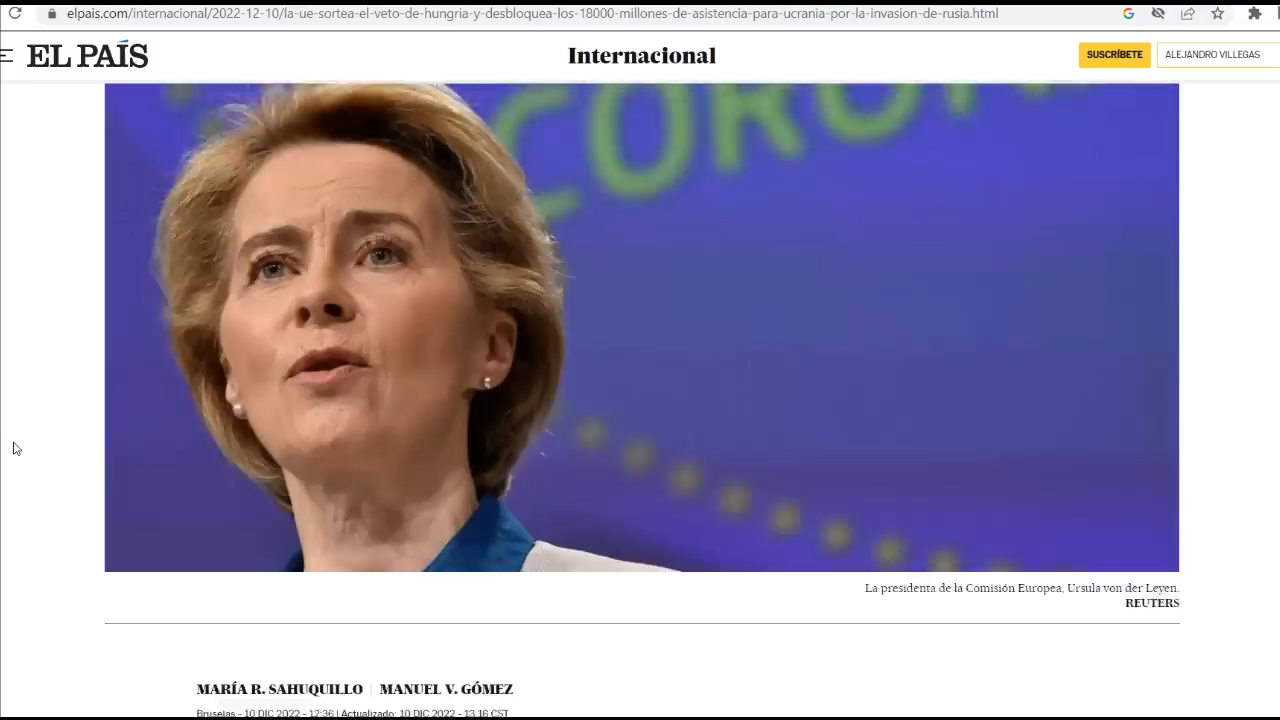 elpais.com/internacional/2022-12-10/la-ue-sortea-el-veto-de-hungria-y-desbloquea-los-18000-millones-de-asistencia-para-ucrania-por-la-invasion-de-rusia.html
EL PAÍS
Internacional
SUSCRÍBETE
ALEJANDRO VILLEGAS
La presidenta de la Comisión Europea, Ursula von der Leyen.
REUTERS
MARÍA R. SAHUQUILLO | MANUEL V. GÓMEZ
Bruselas - 10 DIC 2022 - 12:36 | Actualizado: 10 DIC 2022 - 13:16 CST